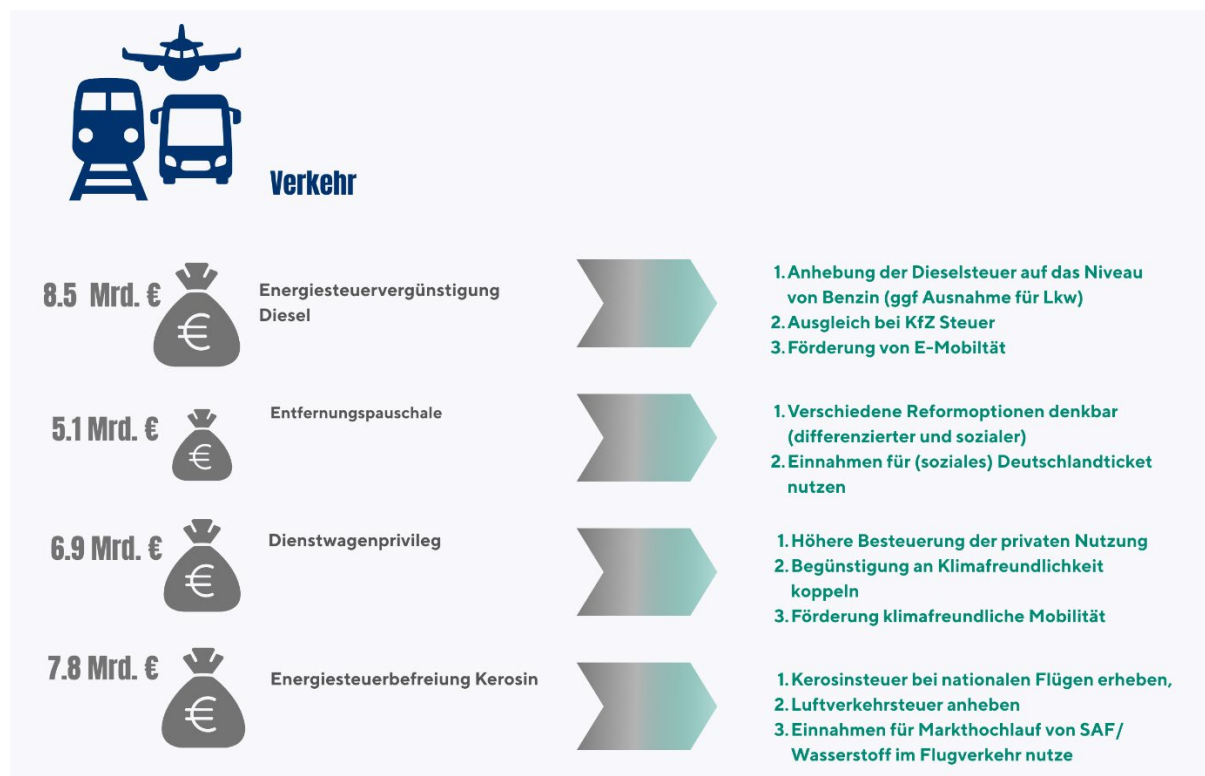 Verkehr
8.5 Mrd. €
€
Energiesteuervergünstigung
Diesel
1. Anhebung der Dieselsteuer auf das Niveau
von Benzin (ggf Ausnahme für Lkw)
2. Ausgleich bei KfZ Steuer
3. Förderung von E-Mobiltät
5.1 Mrd. €
€
Entfernungspauschale
1. Verschiedene Reformoptionen denkbar
(differenzierter und sozialer)
2. Einnahmen für (soziales) Deutschlandticket
nutzen
6.9 Mrd. €
€
Dienstwagenprivileg
1. Höhere Besteuerung der privaten Nutzung
2. Begünstigung an Klimafreundlichkeit
koppeln
3. Förderung klimafreundliche Mobilität
7.8 Mrd. €
€
Energiesteuerbefreiung Kerosin
1. Kerosinsteuer bei nationalen Flügen erheben,
2. Luftverkehrsteuer anheben
3. Einnahmen für Markthochlauf von SAF/
Wasserstoff im Flugverkehr nutze